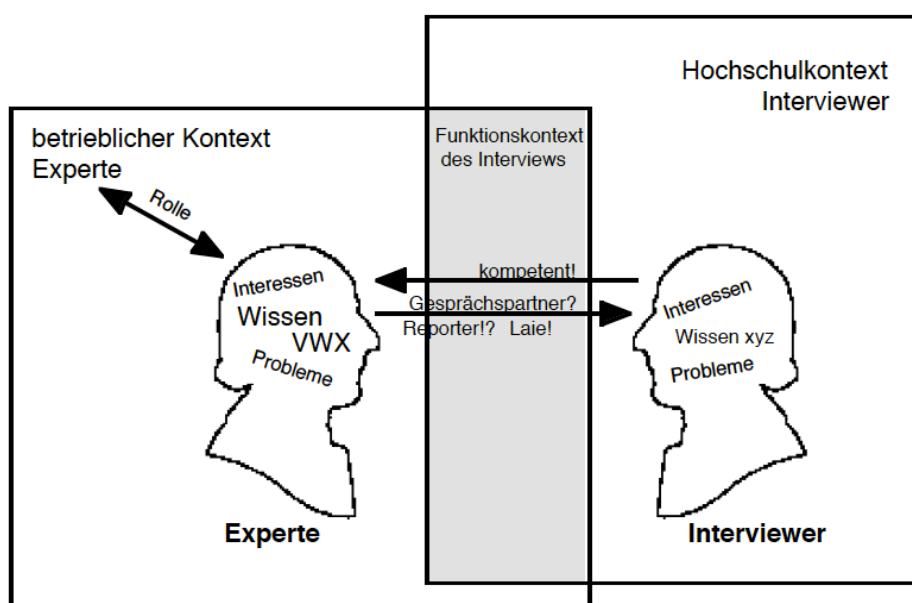 Hochschulkontext
Interviewer
betrieblicher Kontext
Experte
Funktionskontext
des Interviews
Rolle
kompetent!
Gesprächspartner?
Reporter!? Laie!
Interessen
Wissen
VWX
Probleme
Interessen
Wissen xyz
Probleme
Experte
Interviewer